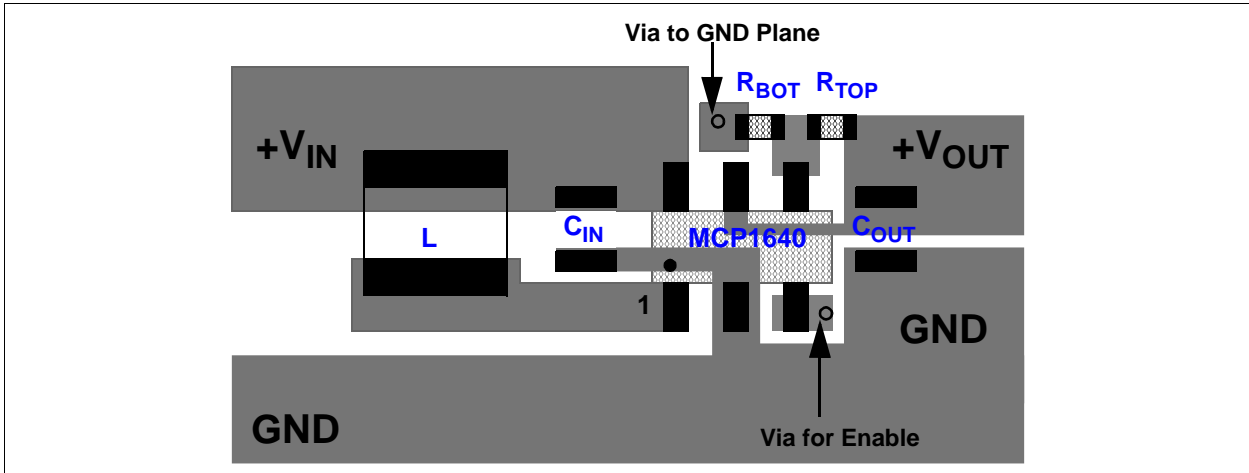 Via to GND Plane
RBOT RTOP
+VIN
+VOUT
L
CIN
MCP1640
COUT
1
GND
GND
Via for Enable